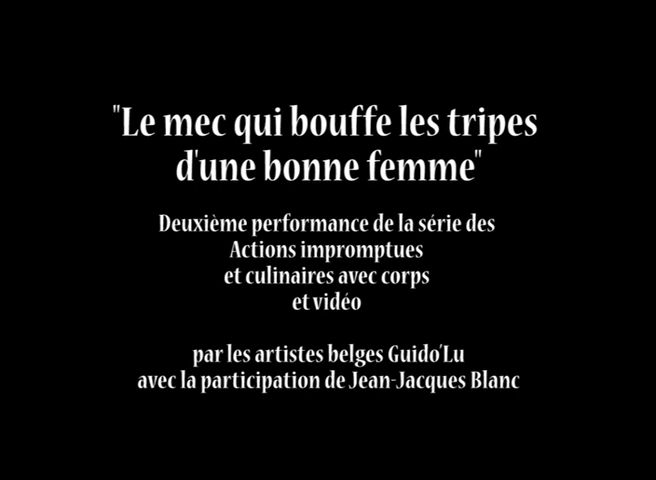 "Le mec qui bouffe les tripes
d'une bonne femme"
Deuxième performance de la série des
Actions impromptues
et culinaires avec corps
et vidéo
par les artistes belges Guido'Lu
avec la participation de Jean-Jacques Blanc